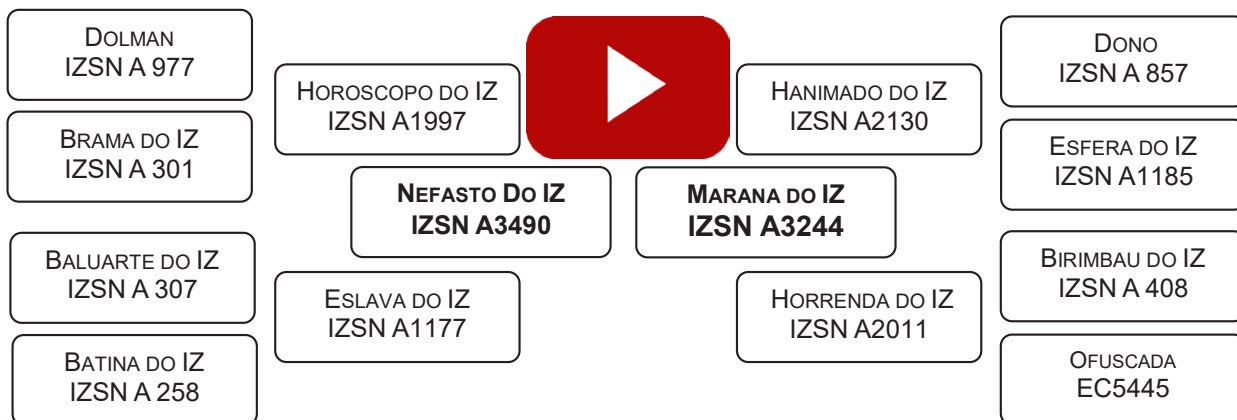 DOLMAN
IZSN A 977
BRAMA DO IZ
IZSN A 301
BALUARTE DO IZ
IZSN A 307
BATINA DO IZ
IZSN A 258
HOROSCOPO DO IZ
IZSN A1997
ESLAVA DO IZ
IZSN A1177
NEFASTO DO IZ
IZSN A3490
MARANA DO IZ
IZSN A3244
HANIMADO DO IZ
IZSN A2130
HORRENDA DO IZ
IZSN A2011
DONO
IZSN A 857
ESFERA DO IZ
IZSN A1185
BIRIMBAU DO IZ
IZSN A 408
OFUSCADA
EC5445